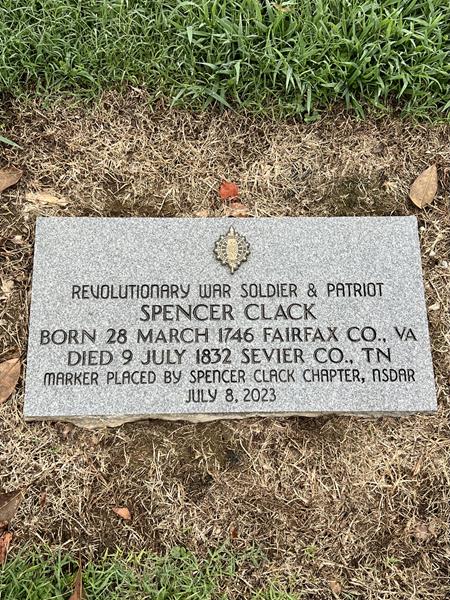 REVOLUTIONARY WAR SOLDIER & PATRIOT
SPENCER CLACK
BORN 28 MARCH 1746 FAIRFAX CO., VA
DIED 9 JULY 1832 SEVIER CO., TN
MARKER PLACED BY SPENCER CLACK CHAPTER, NSDAR
JULY 8, 2023